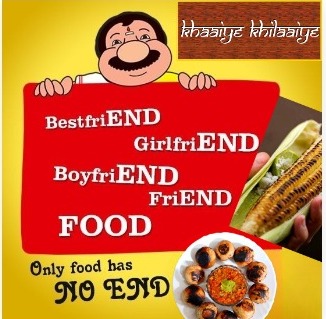 khaaiye khilaaiye
BestfriEND
GirlfriEND
BoyfriEND
FriEND
FOOD
Only food has
NO END